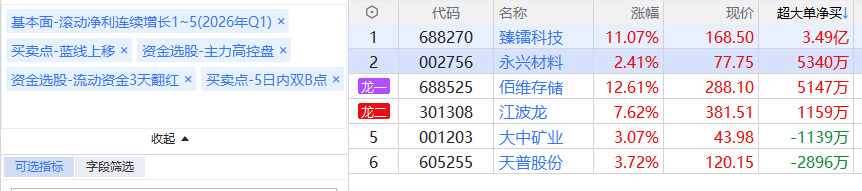 基本面-滚动净利连续增长1~5(2026年Q1) ×
买卖点-蓝线上移 × 资金选股-主力高控盘 ×
资金选股-流动资金3天翻红 × 买卖点-5日内双B点 ×
收起 ▲
可选指标 字段筛选
代码 名称 涨幅 现价 超大单净买↓
1 688270 臻镭科技 11.07% 168.50 3.49亿
2 002756 永兴材料 2.41% 77.75 5340万
龙一 688525 佰维存储 12.61% 288.10 5147万
龙二 301308 江波龙 7.62% 381.51 1159万
5 001203 大中矿业 3.07% 43.98 -1139万
6 605255 天普股份 3.72% 120.15 -2896万